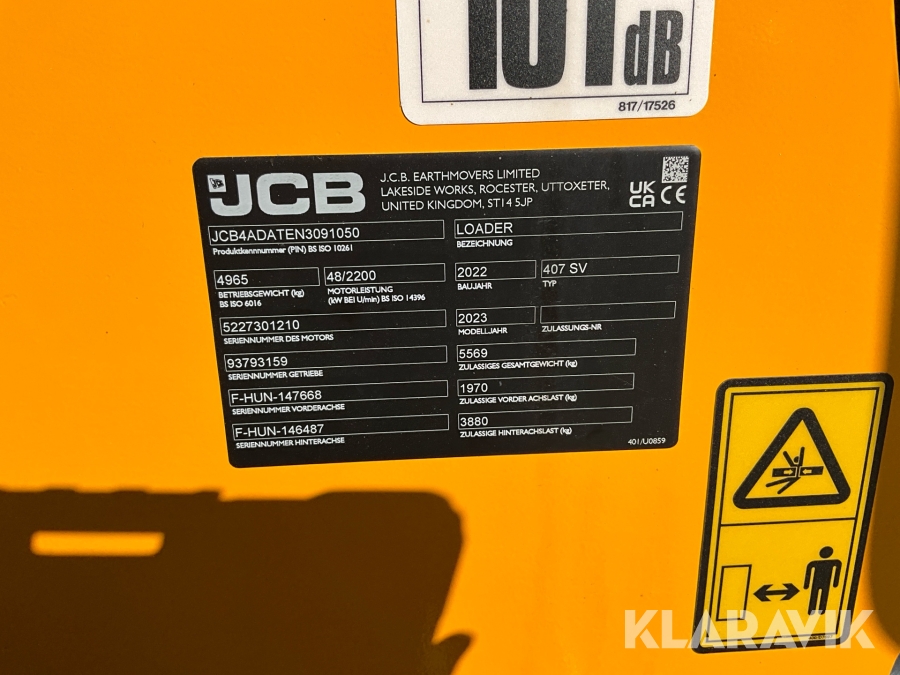 101 dB
817/17526
JCB
J.C.B. EARTHMOVERS LIMITED
LAKESIDE WORKS, ROCESTER, UTTOXETER,
UNITED KINGDOM, ST14 5JP
UK
CA CE
JCB4ADATEN3091050
Produktkennnummer (PIN) BS ISO 10261
LOADER
BEZEICHNUNG
4965
BETRIEBSGEWICHT (kg)
BS ISO 6016
48/2200
MOTORLEISTUNG
(kW BEI U/min) BS ISO 14396
2022
BAUJAHR
407 SV
TYP
5227301210
SERIENNUMMER DES MOTORS
2023
MODELLJAHR
ZULASSUNGS-NR
93793159
SERIENNUMMER GETRIEBE
5569
ZULASSIGES GESAMTGEWICHT (kg)
F-HUN-147668
SERIENNUMMER VORDERACHSE
1970
ZULASSIGE VORDER ACHSLAST (kg)
F-HUN-146487
SERIENNUMMER HINTERACHSE
3880
ZULASSIGE HINTERACHSLAST (kg)
401/U0859
KLARAVIK